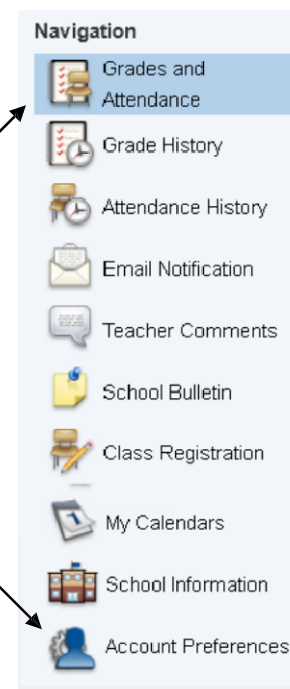 Navigation
Grades and
Attendance
Grade History
Attendance History
Email Notification
Teacher Comments
School Bulletin
Class Registration
My Calendars
School Information
Account Preferences